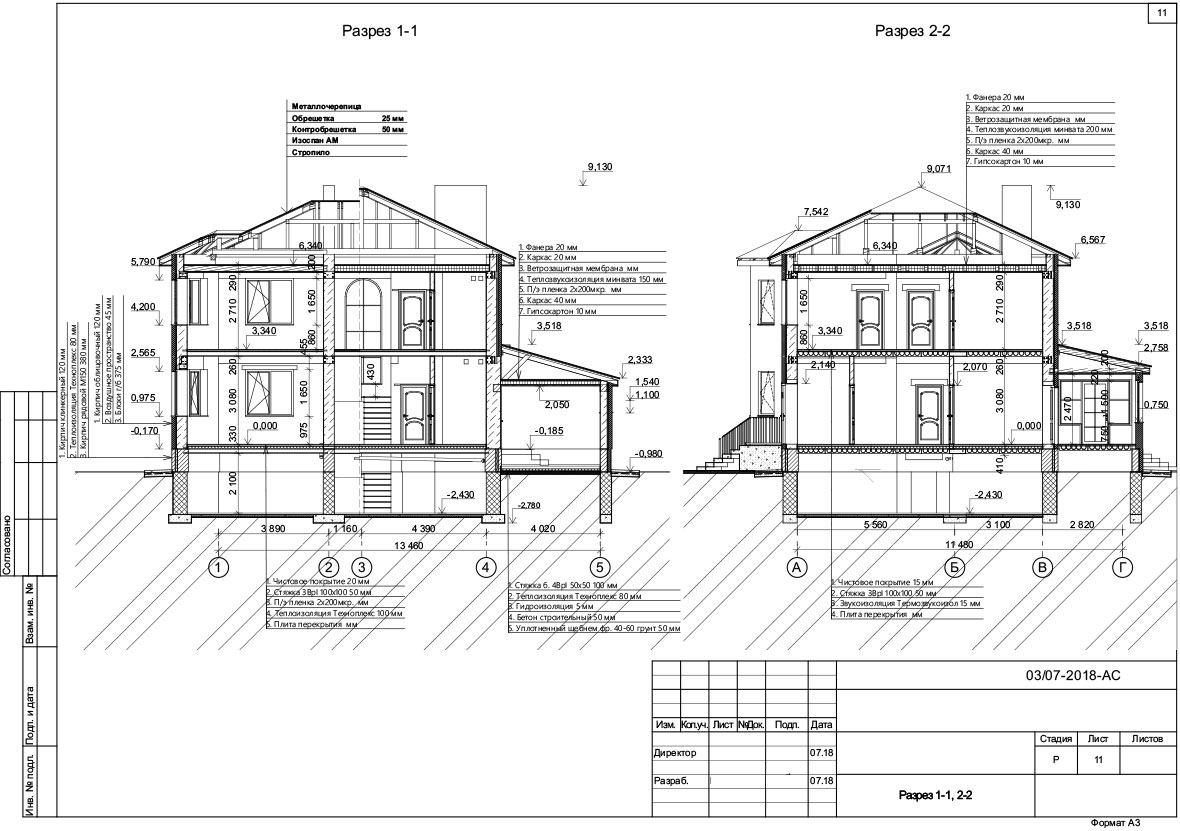 11
Разрез 1-1
Разрез 2-2
Металлочерепица
Обрешетка 25 мм
Контробрешетка 50 мм
Изоспан АМ
Стропило
1. Фанера 20 мм
2. Каркас 20 мм
3. Ветрозащитная мембрана мм
4. Теплозвукоизоляция минвата 200 мм
5. П/э пленка 2х200мкр. мм
6. Каркас 40 мм
7. Гипсокартон 10 мм
9,130
9,071
9,130
7,542
6,567
6,340
6,340
5,790
200
290
2 710
1 650
860
455
4,200
3,340
2,565
260
3 080
1 650
0,975
975
330
0,000
-0,170
2 100
430
1. Фанера 20 мм
2. Каркас 20 мм
3. Ветрозащитная мембрана мм
4. Теплозвукоизоляция минвата 150 мм
5. П/э пленка 2х200мкр. мм
6. Каркас 40 мм
7. Гипсокартон 10 мм
3,518
2,333
1,540
1,100
2,050
-0,185
-0,980
-2,430
-2,780
1. Кирпич клинкерный 120 мм
2. Теплоизоляция Техноплекс 80 мм
3. Кирпич рядовой М150 380 мм
1. Кирпич облицовочный 120 мм
2. Воздушное пространство 45 мм
3. Блоки г/б 375 мм
3 890
1 160
4 390
4 020
13 460
1
2
3
4
5
1 650
860
290
2 710
3,340
2,140
2,070
260
3 080
0,000
410
-2,430
3,518
3,518
2,758
200
220
2 470
1 500
750
0,750
5 560
3 100
2 820
11 480
А
Б
В
Г
1. Чистовое покрытие 20 мм
2. Стяжка 3ВрI 100х100 50 мм
3. П/э пленка 2х200мкр. мм
4. Теплоизоляция Техноплекс 100 мм
5. Плита перекрытия мм
1. Стяжка б. 4ВрI 50х50 100 мм
2. Теплоизоляция Техноплекс 80 мм
3. Гидроизоляция 5 мм
4. Бетон строительный 50 мм
5. Уплотненный щебнем фр. 40-60 грунт 50 мм
1. Чистовое покрытие 15 мм
2. Стяжка 3ВрI 100х100 50 мм
3. Звукоизоляция Термозвукоизол 15 мм
4. Плита перекрытия мм
Согласовано
Взам. инв. №
Подп. и дата
Инв. № подл.
03/07-2018-АС
Изм. Кол.уч. Лист №Док. Подп. Дата
Директор 07.18
Разраб. 07.18
Стадия Лист Листов
Р 11
Разрез 1-1, 2-2
Формат А3